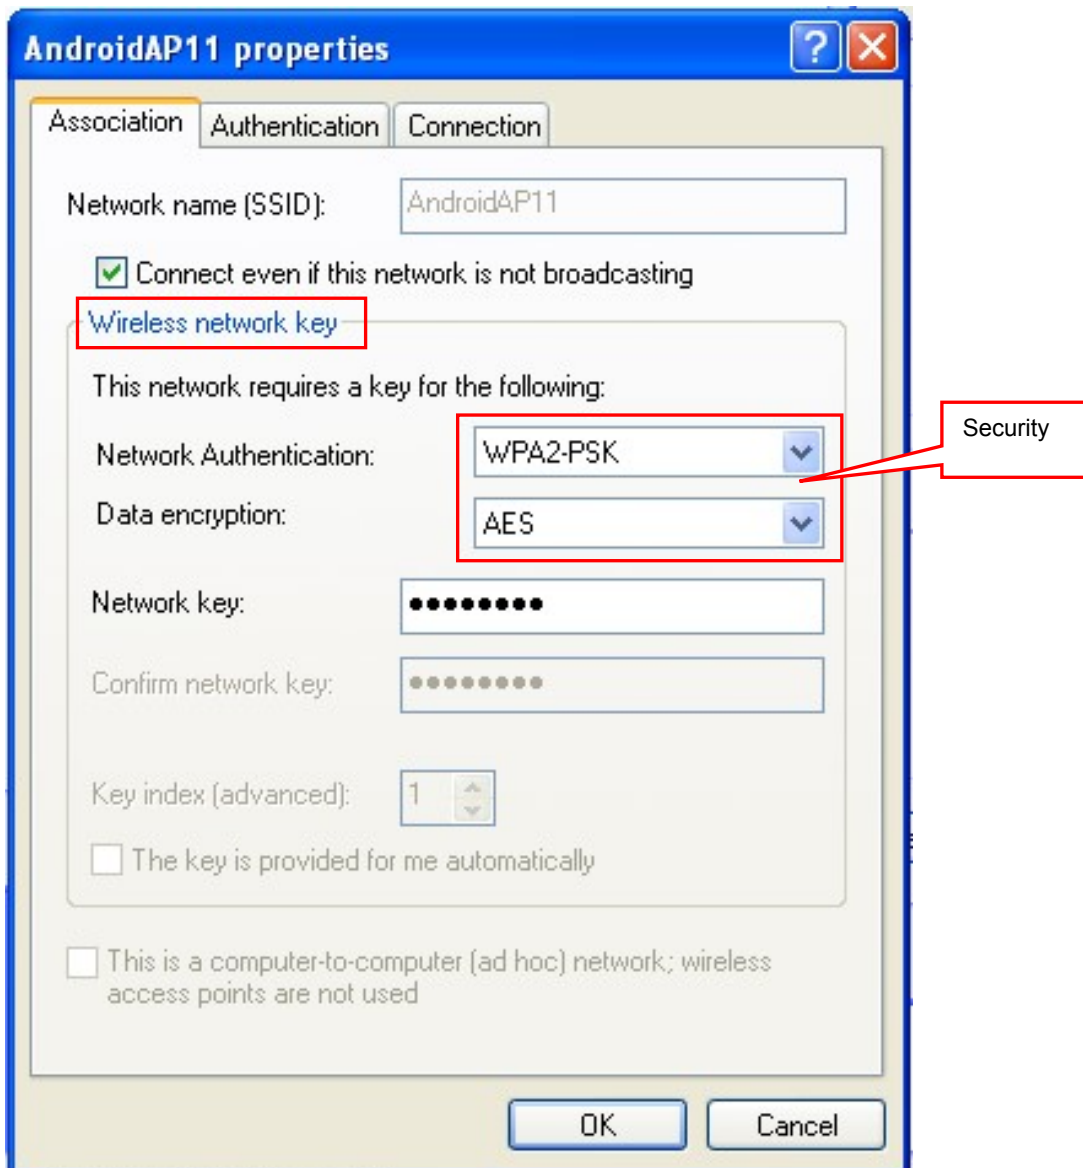 AndroidAP11 properties
?
Association Authentication Connection
Network name (SSID): AndroidAP11
Connect even if this network is not broadcasting
Wireless network key
This network requires a key for the following:
Network Authentication: WPA2-PSK
Security
Data encryption: AES
Network key: ••••••••
Confirm network key: ••••••••
Key index (advanced): 1
The key is provided for me automatically
This is a computer-to-computer (ad hoc) network; wireless
access points are not used
OK Cancel